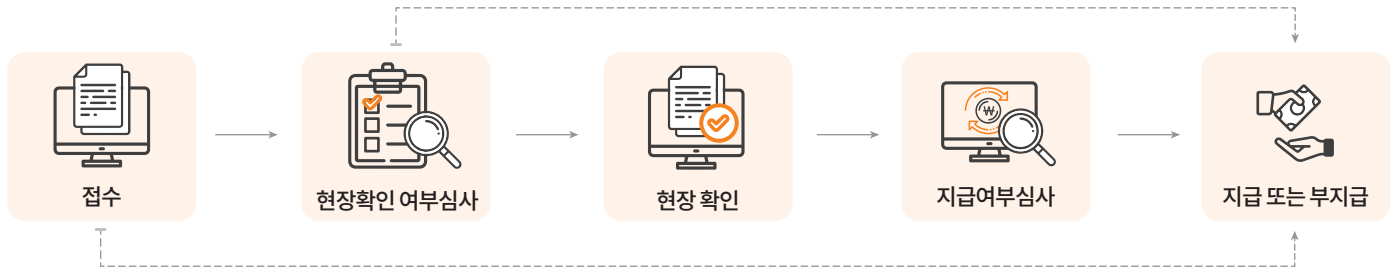 접수
현장확인 여부심사
현장 확인
₩
지급여부심사
지급 또는 부지급